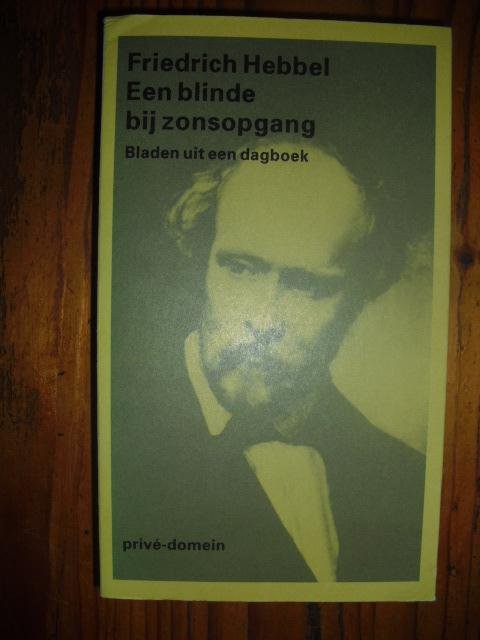 Friedrich Hebbel
Een blinde
bij zonsopgang
Bladen uit een dagboek
privé-domein